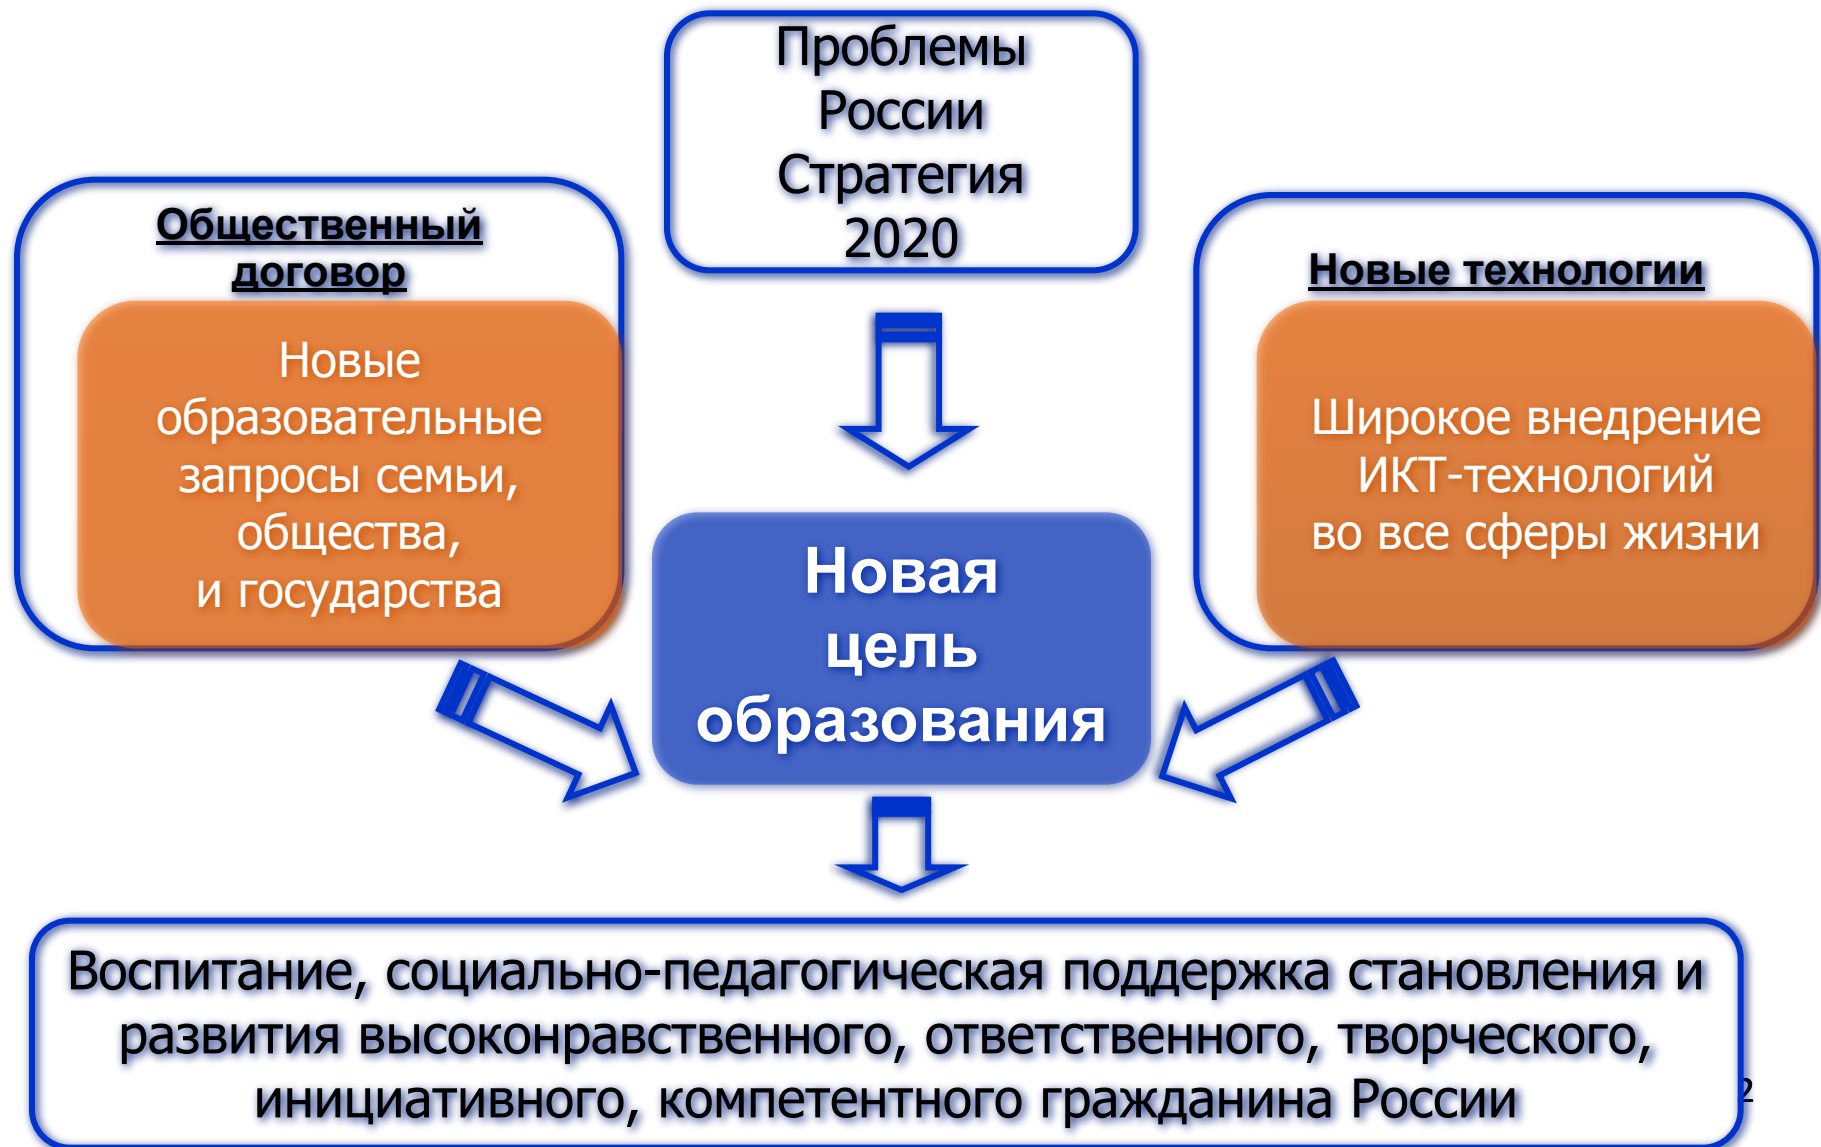 Проблемы
России
Стратегия
2020
Общественный
договор
Новые
образовательные
запросы семьи,
общества,
и государства
Новые технологии
Широкое внедрение
ИКТ-технологий
во все сферы жизни
Новая
цель
образования
Воспитание, социально-педагогическая поддержка становления и
развития высоконравственного, ответственного, творческого,
инициативного, компетентного гражданина России
2